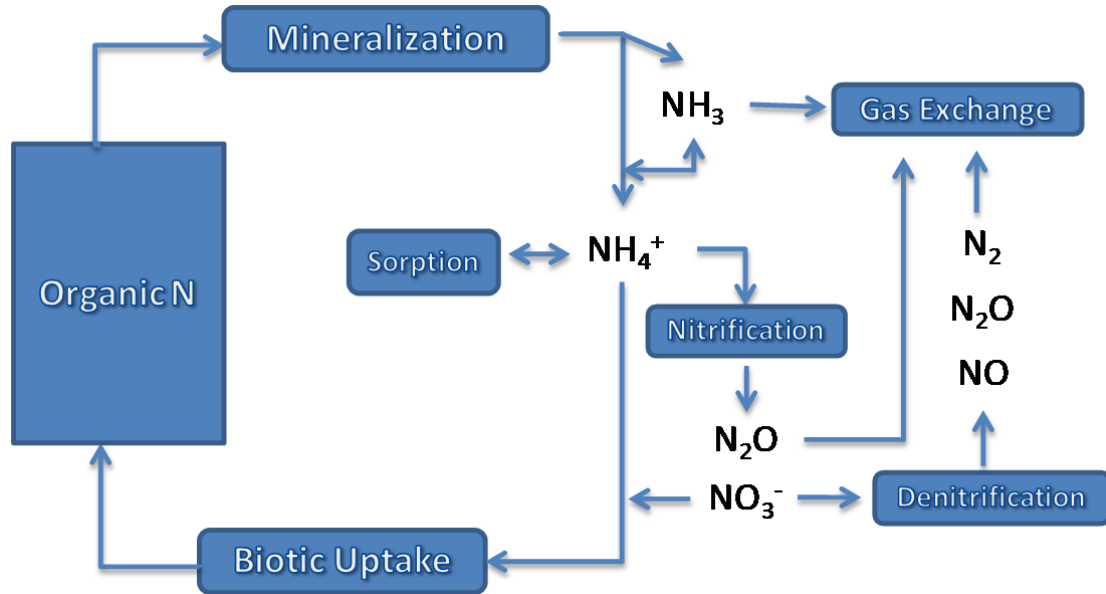 Mineralization
NH₃
Gas Exchange
Organic N
Sorption
NH₄⁺
Nitrification
N₂
N₂O
NO
N₂O
NO₃⁻
Denitrification
Biotic Uptake